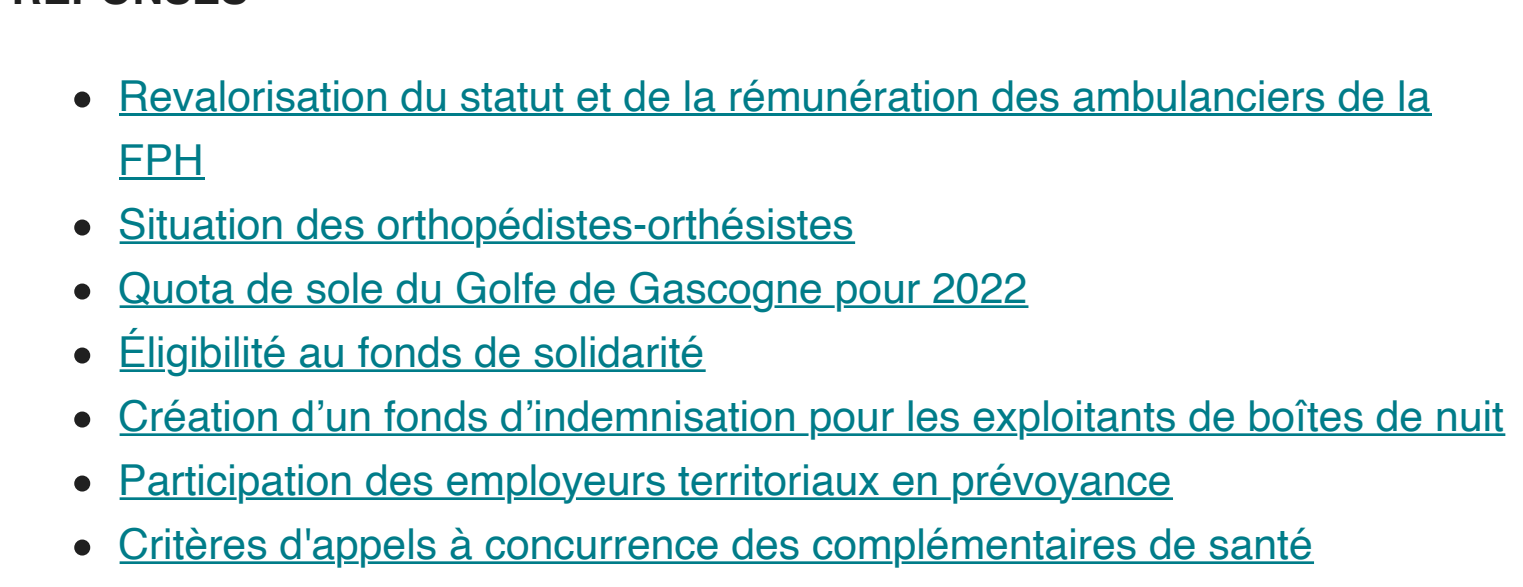 RÉPONSES
• Revalorisation du statut et de la rémunération des ambulanciers de la
FPH
• Situation des orthopédistes-orthésistes
• Quota de sole du Golfe de Gascogne pour 2022
• Éligibilité au fonds de solidarité
• Création d’un fonds d’indemnisation pour les exploitants de boîtes de nuit
• Participation des employeurs territoriaux en prévoyance
• Critères d'appels à concurrence des complémentaires de santé